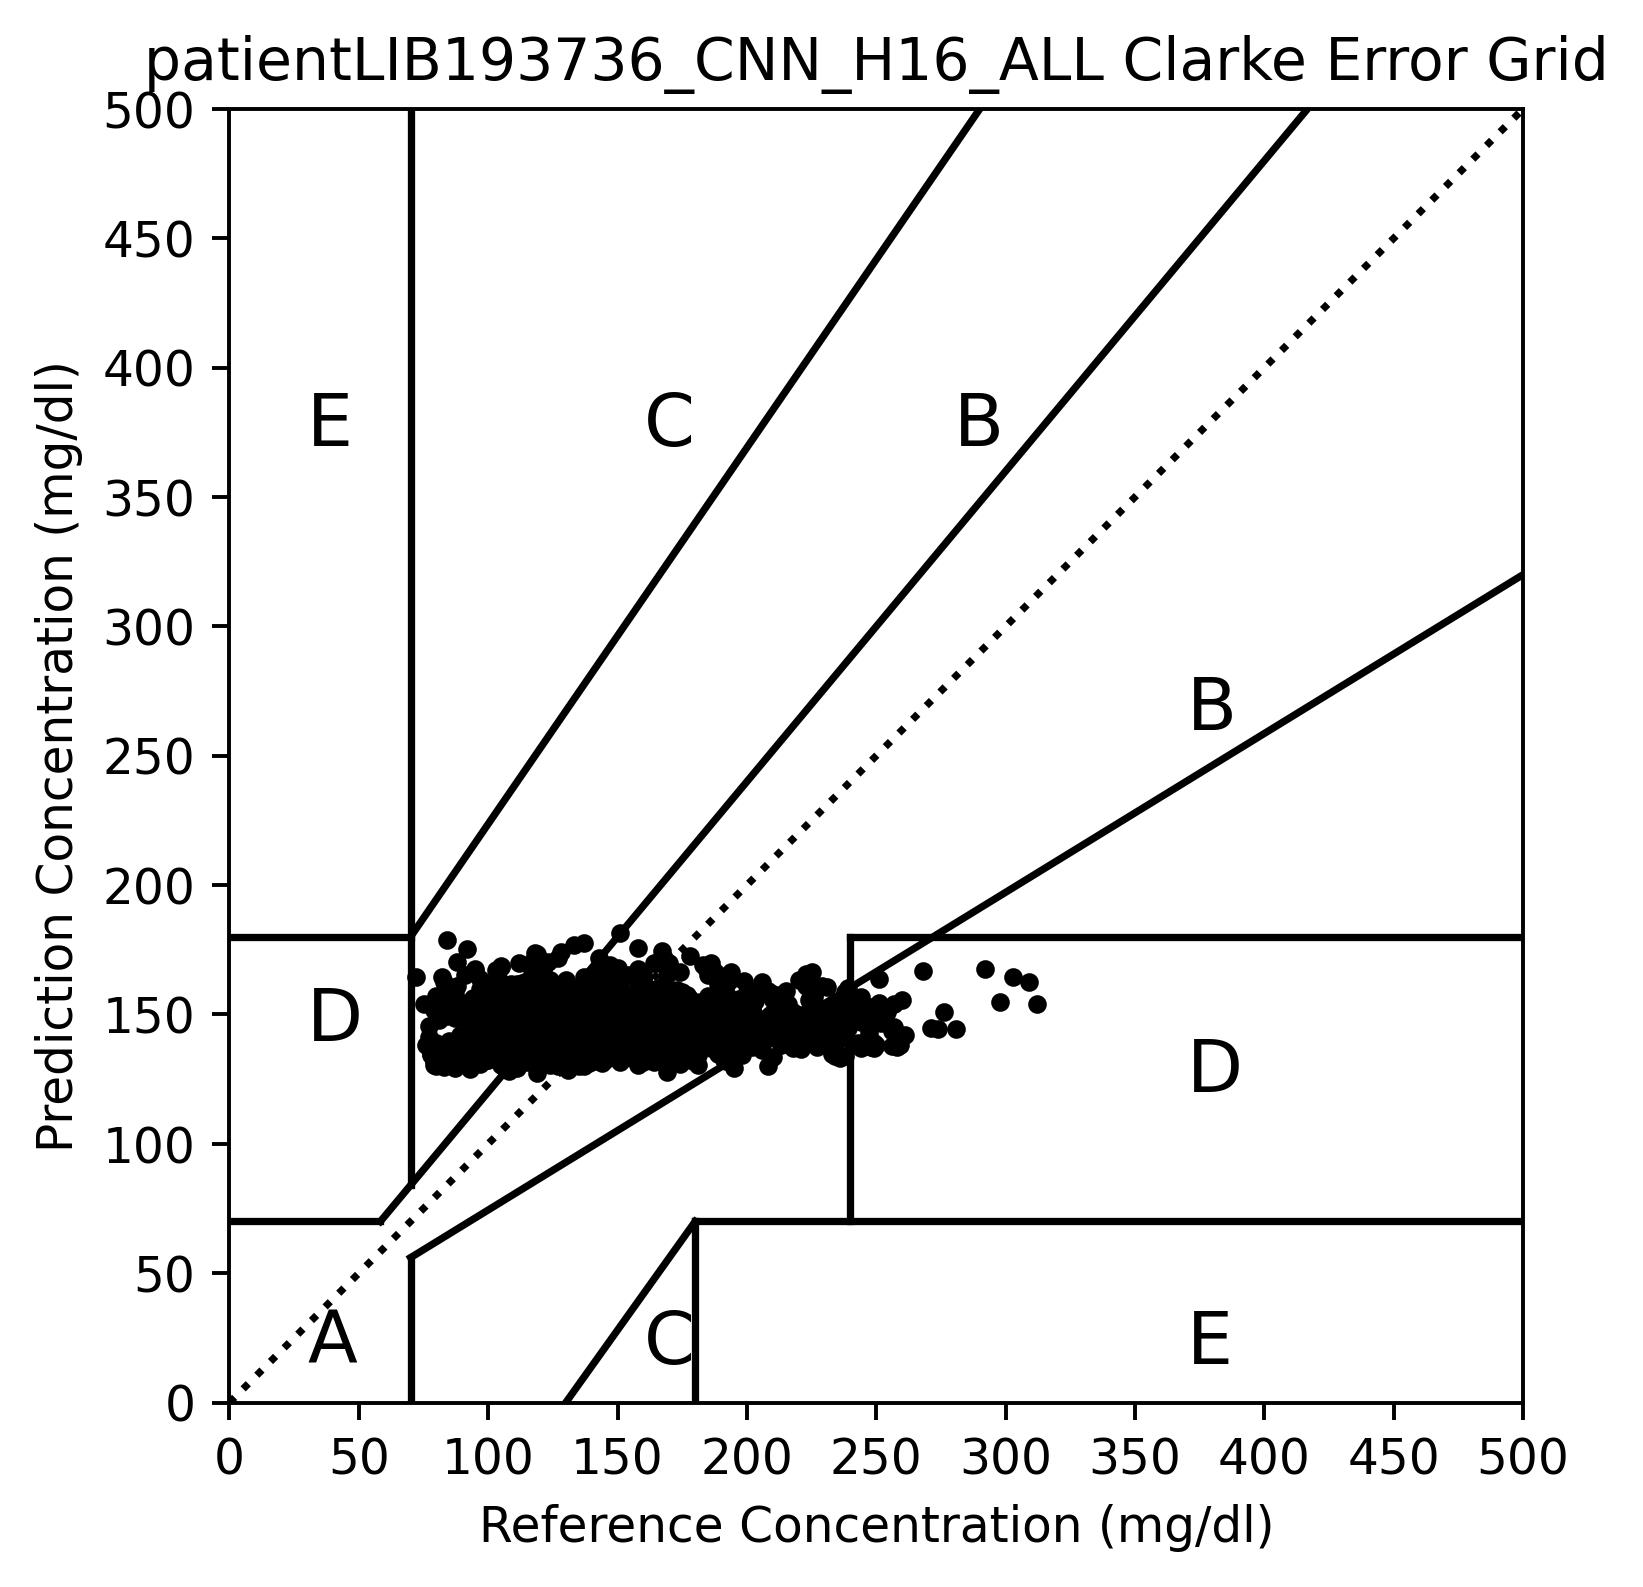 patientLIB193736_CNN_H16_ALL Clarke Error Grid
500
450
400
350
300
250
200
150
100
50
0
Prediction Concentration (mg/dl)
E
C
B
B
D
D
A
C
E
0 50 100 150 200 250 300 350 400 450 500
Reference Concentration (mg/dl)